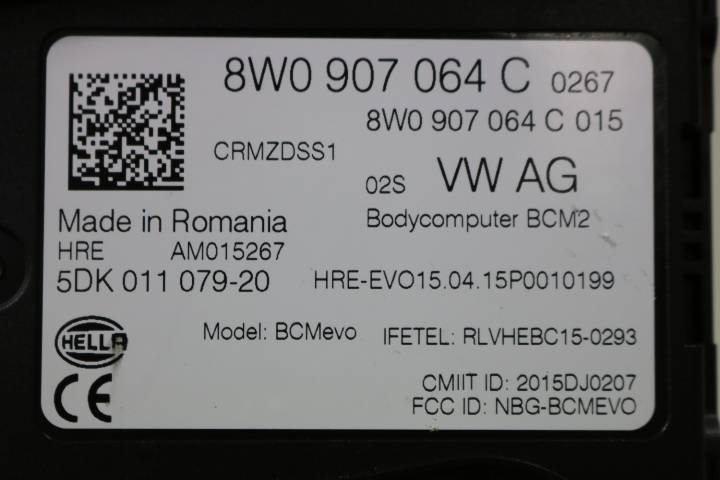 8W0 907 064 C 0267
8W0 907 064 C 015
CRMZDSS1
02S VW AG
Made in Romania
Bodycomputer BCM2
HRE AM015267
5DK 011 079-20
HRE-EVO15.04.15P0010199
HELLA
Model: BCMevo
IFETEL: RLVHEBC15-0293
CE
CMIIT ID: 2015DJ0207
FCC ID: NBG-BCMEVO